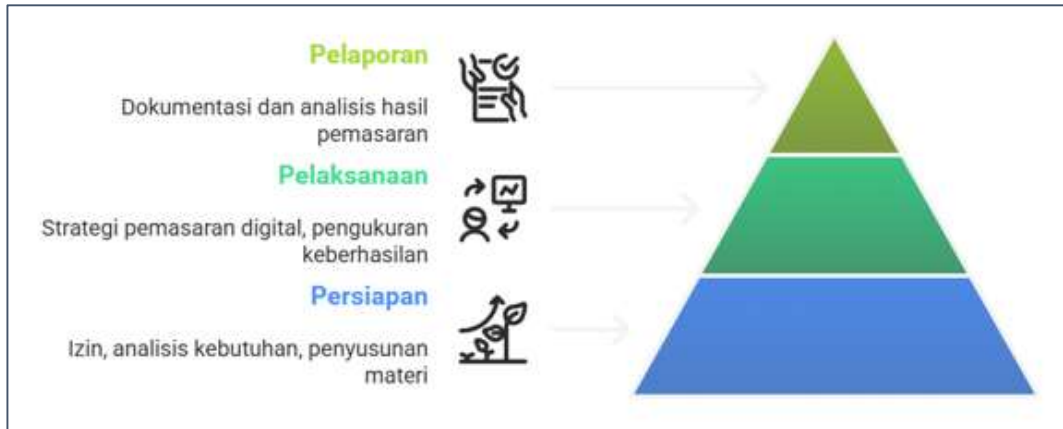 Pelaporan
Dokumentasi dan analisis hasil
pemasaran
Pelaksanaan
Strategi pemasaran digital, pengukuran
keberhasilan
Persiapan
Izin, analisis kebutuhan, penyusunan
materi